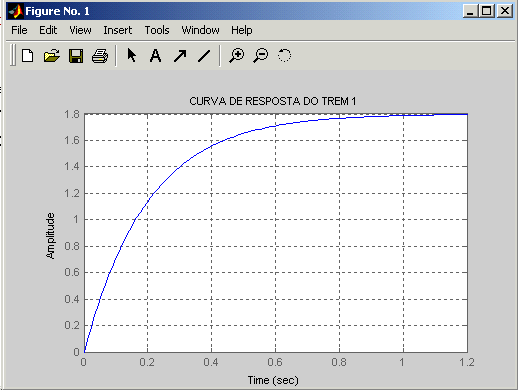 Figure No. 1
File Edit View Insert Tools Window Help
A
CURVA DE RESPOSTA DO TREM 1
1.8
1.6
1.4
1.2
1
0.8
0.6
0.4
0.2
0
Amplitude
0 0.2 0.4 0.6 0.8 1 1.2
Time (sec)